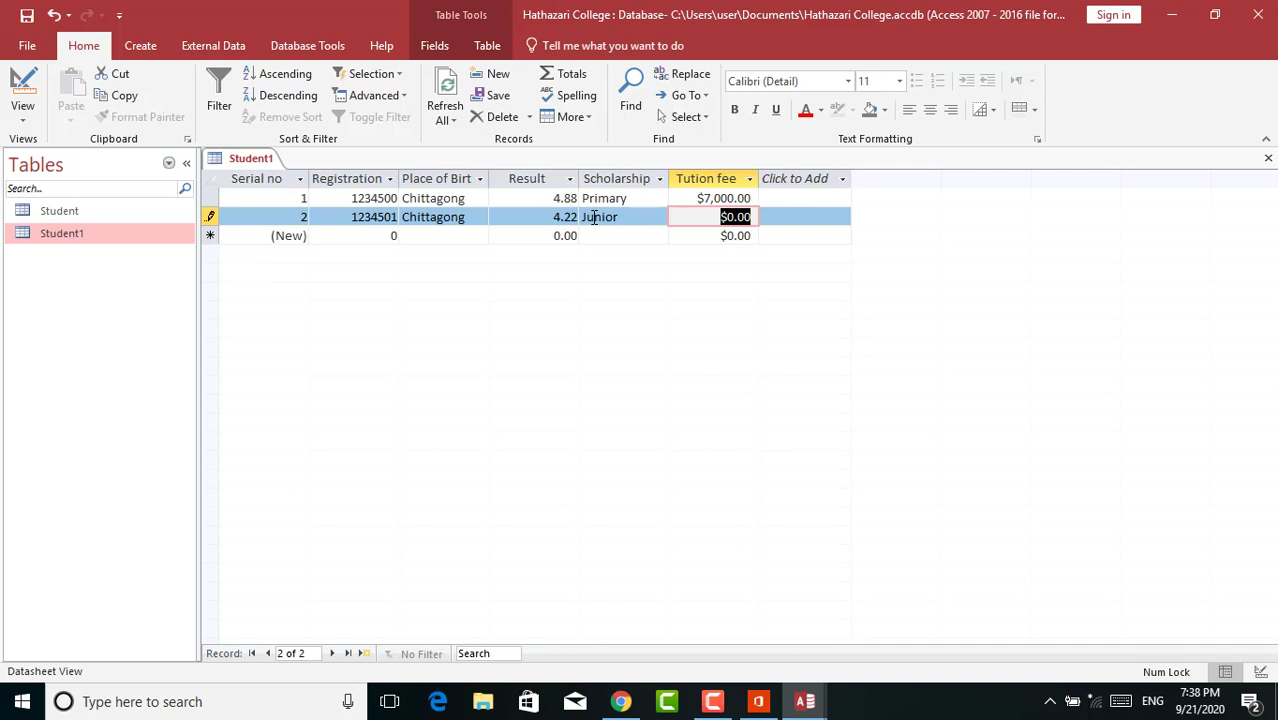 Table Tools
Hathazari College : Database- C:\Users\user\Documents\Hathazari College.accdb (Access 2007 - 2016 file for...
Sign in
File Home Create External Data Database Tools Help Fields Table Tell me what you want to do
View
Views
Paste
Cut
Copy
Format Painter
Clipboard
Filter
Ascending
Descending
Remove Sort
Selection
Advanced
Toggle Filter
Sort & Filter
Refresh All
New
Save
Delete
Totals
Spelling
More
Records
Find
Replace
Go To
Select
Find
Calibri (Detail) 11
B I U A
Text Formatting
Tables
Search...
Student
Student1
Student1
Serial no Registration Place of Birt Result Scholarship Tution fee Click to Add
1 1234500 Chittagong 4.88 Primary $7,000.00
2 1234501 Chittagong 4.22 Junior $0.00
(New) 0 0.00 $0.00
Record: 2 of 2 No Filter Search
Datasheet View Num Lock
Type here to search
ENG
7:38 PM
9/21/2020
2